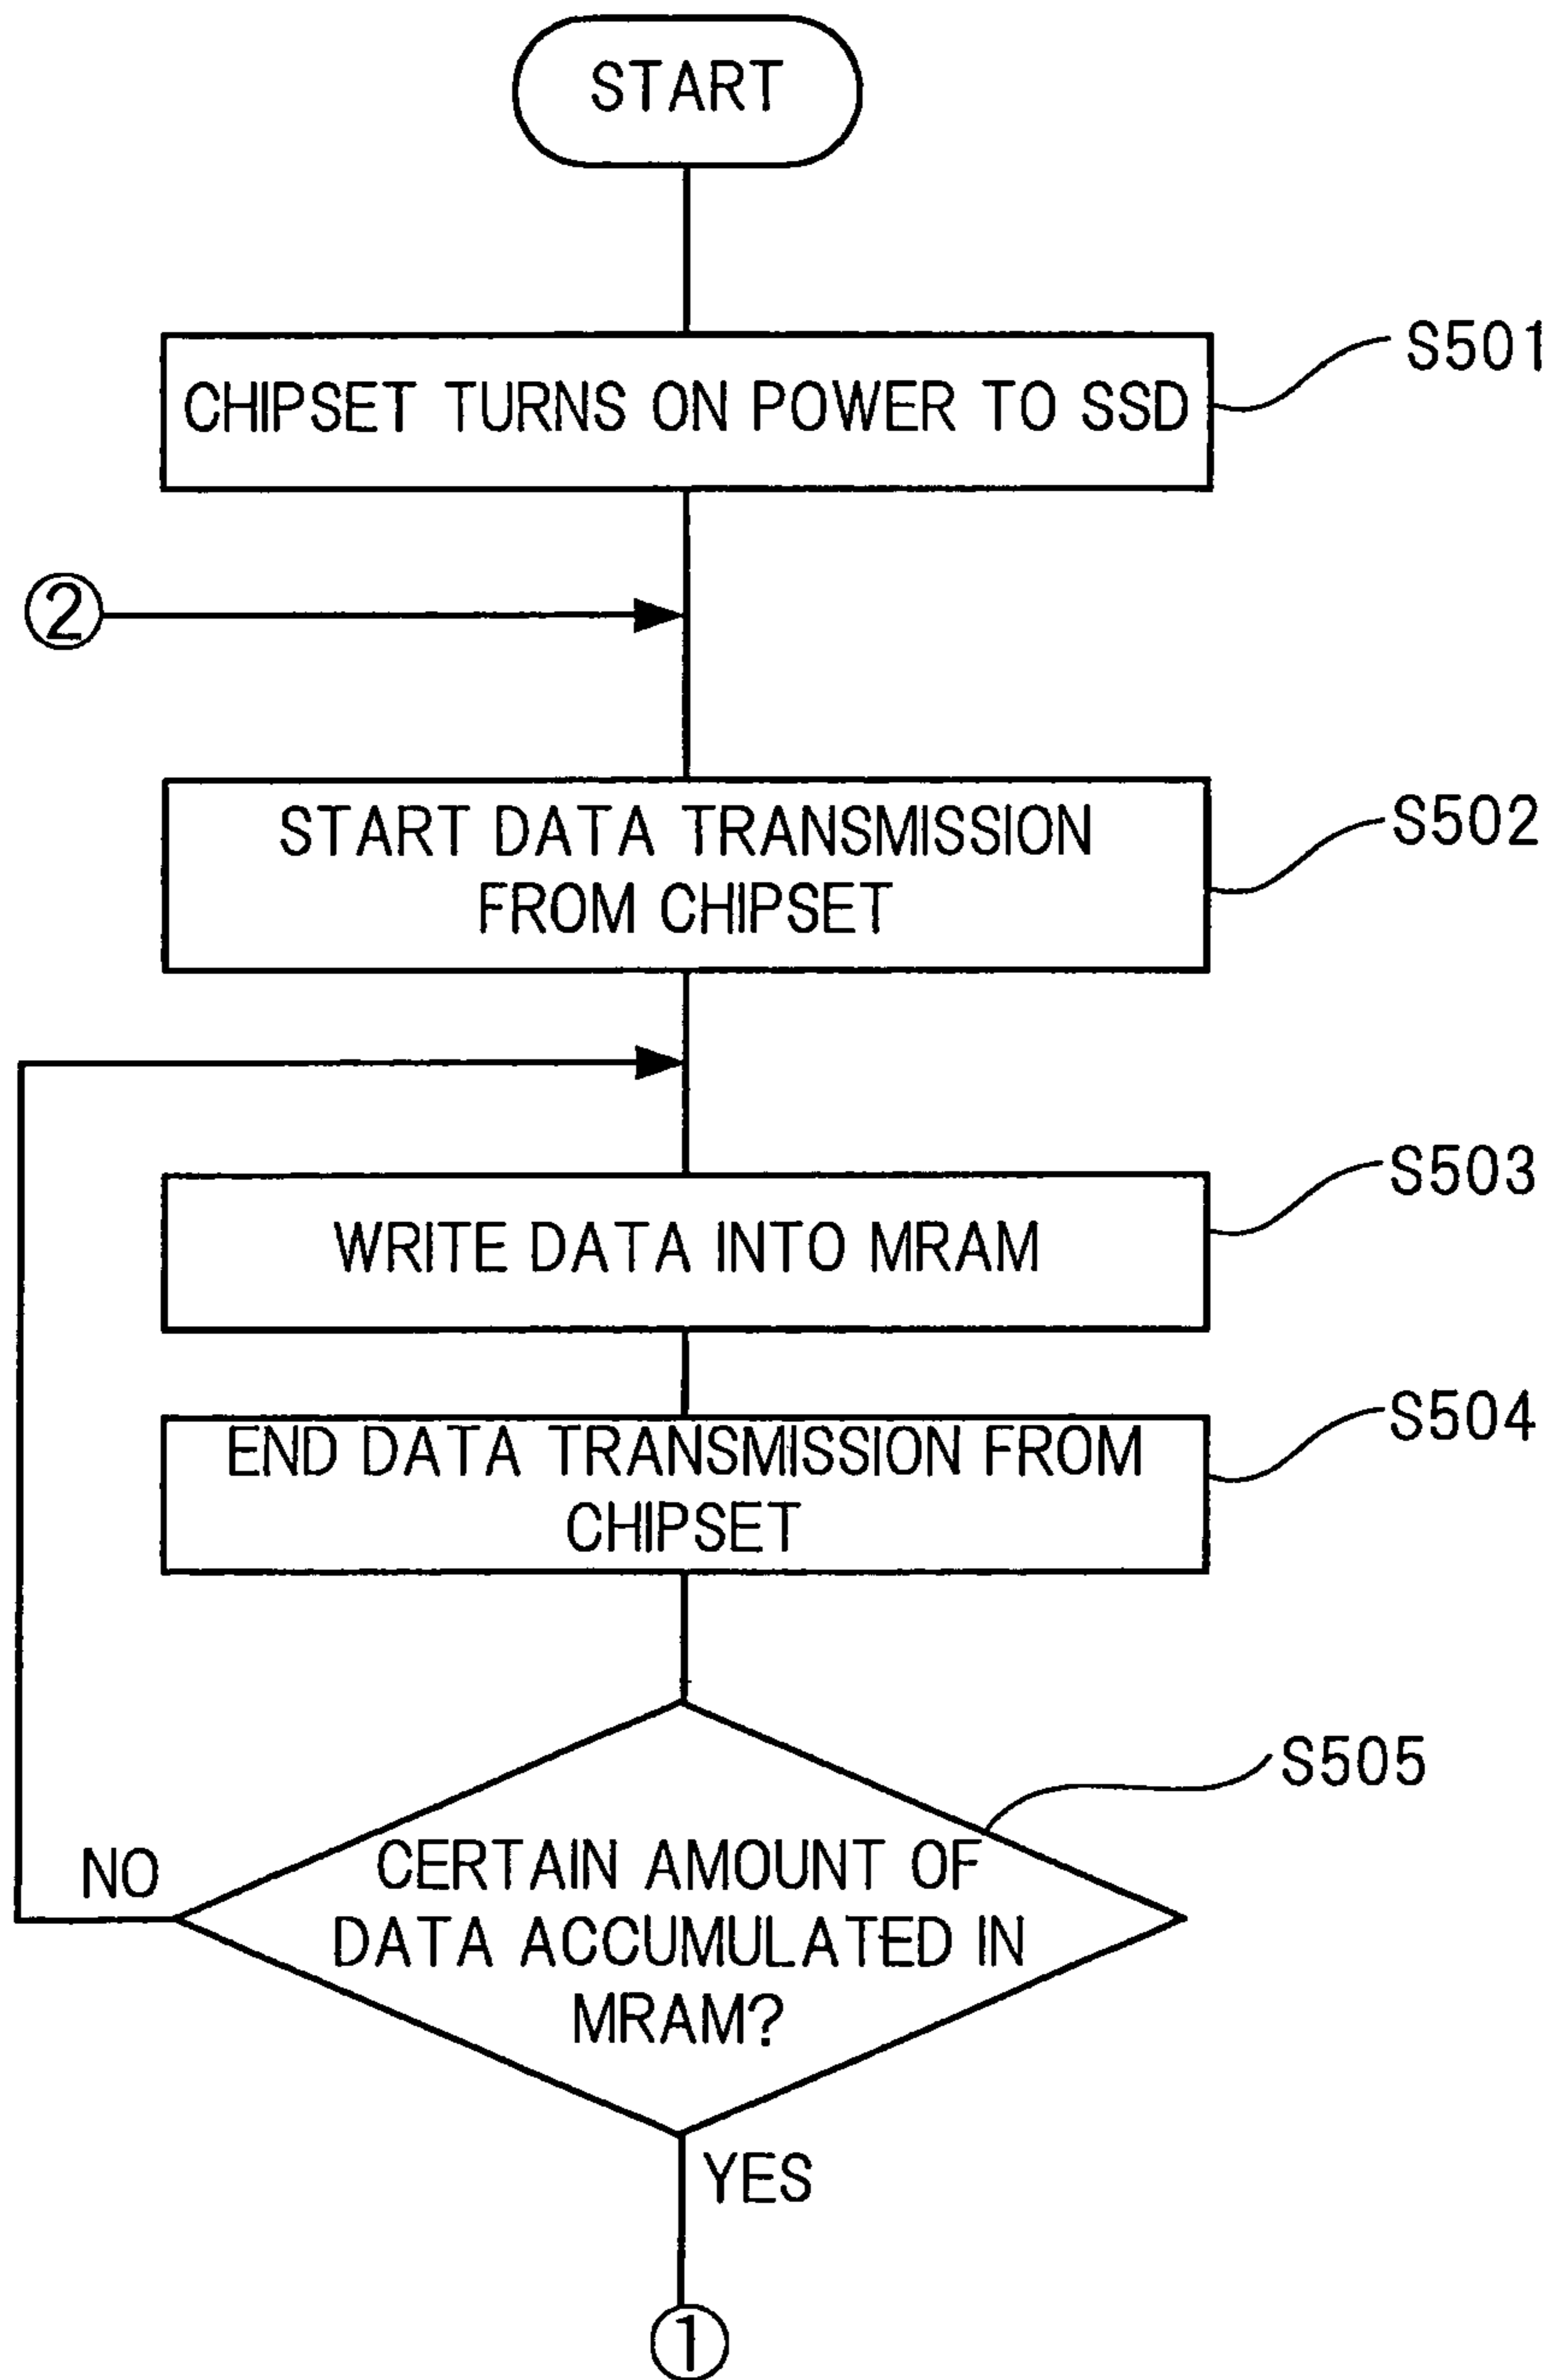 START
CHIPSET TURNS ON POWER TO SSD
S501
②
START DATA TRANSMISSION
FROM CHIPSET
S502
WRITE DATA INTO MRAM
S503
END DATA TRANSMISSION FROM
CHIPSET
S504
S505
CERTAIN AMOUNT OF
DATA ACCUMULATED IN
MRAM?
NO
YES
①